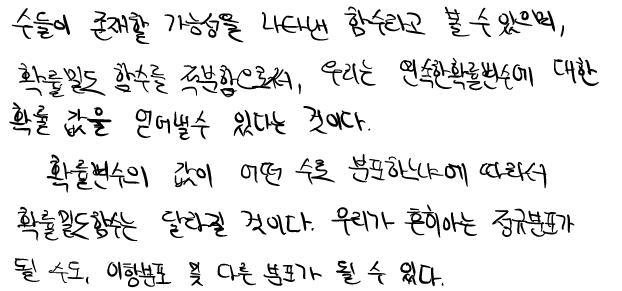 수들이 존재할 가능성을 나타낸 함수라고 볼 수 있으며,
확률밀도 함수를 적분함으로써, 우리는 연속한확률변수에 대한
확률 값을 얻어낼수 있다는 것이다.
확률변수의 값이 어떤 수로 분포하느냐에 따라서
확률밀도함수는 달라질 것이다. 우리가 흔히아는 정규분포가
될 수도, 이항분포 및 다른 분포가 될 수 있다.